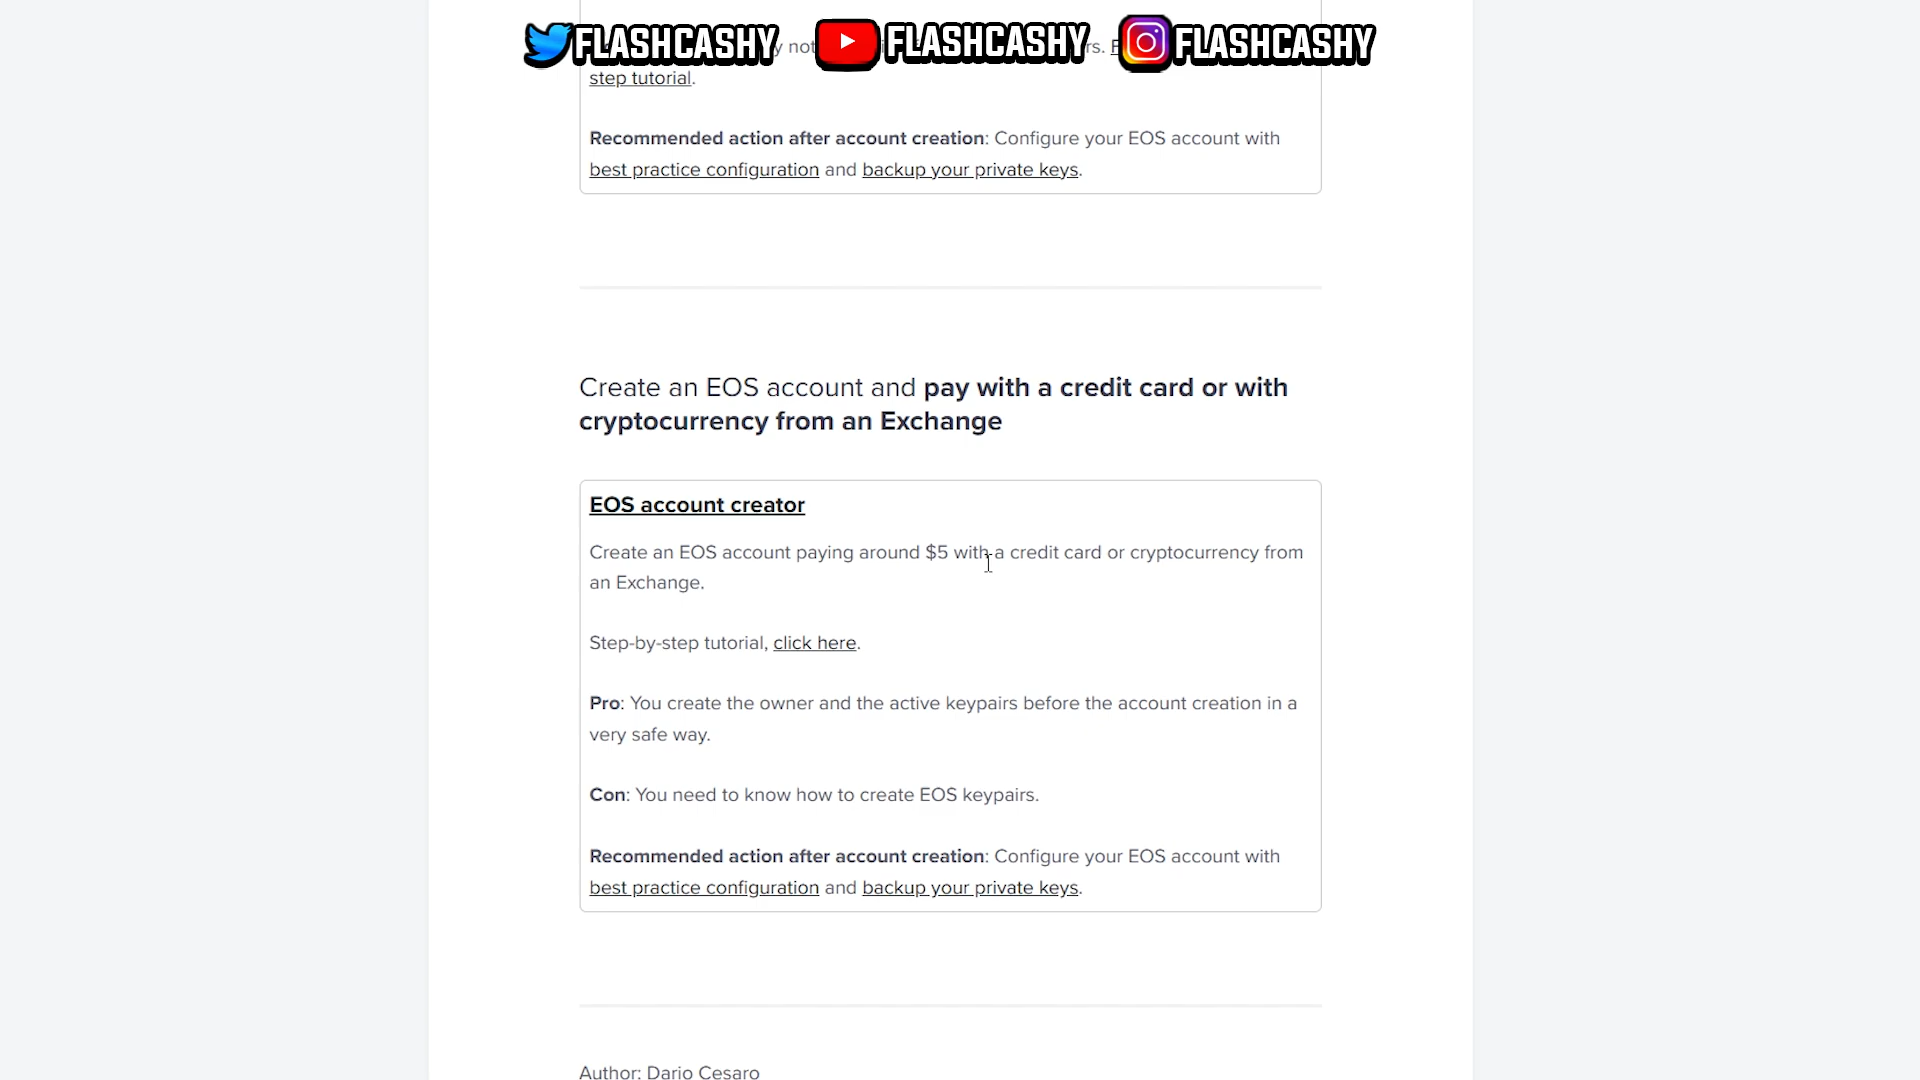 FLASHCASHY FLASHCASHY FLASHCASHY
y not rs.
step tutorial.
Recommended action after account creation: Configure your EOS account with
best practice configuration and backup your private keys.
Create an EOS account and pay with a credit card or with
cryptocurrency from an Exchange
EOS account creator
Create an EOS account paying around $5 with a credit card or cryptocurrency from
an Exchange.
Step-by-step tutorial, click here.
Pro: You create the owner and the active keypairs before the account creation in a
very safe way.
Con: You need to know how to create EOS keypairs.
Recommended action after account creation: Configure your EOS account with
best practice configuration and backup your private keys.
Author: Dario Cesaro